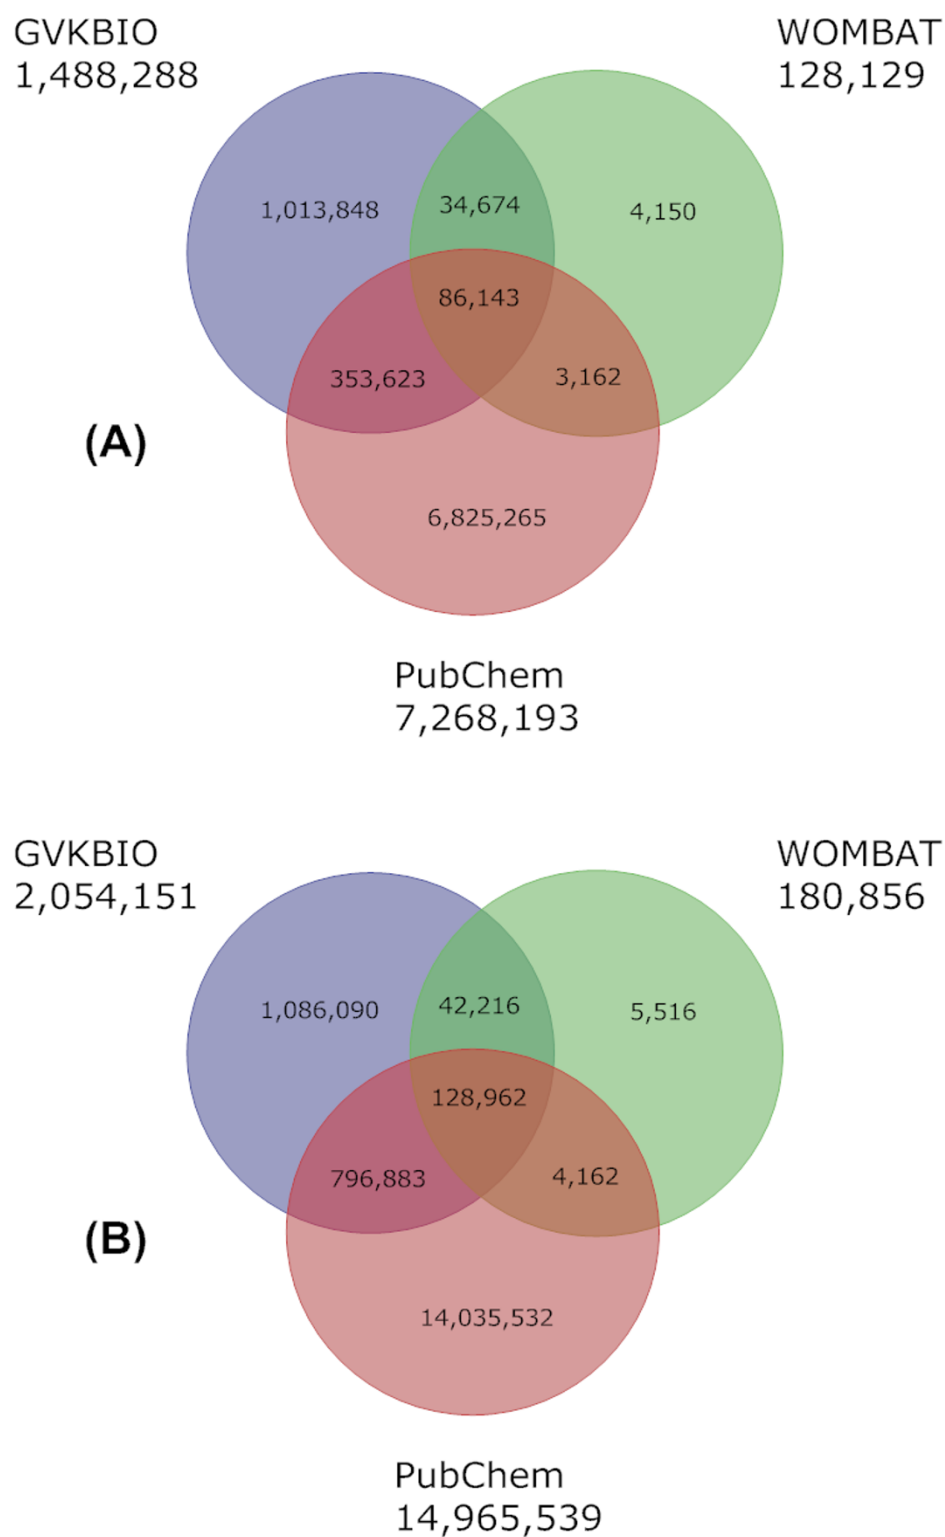 GVKBIO
1,488,288
WOMBAT
128,129
1,013,848
34,674
4,150
86,143
353,623
3,162
(A)
6,825,265
PubChem
7,268,193
GVKBIO
2,054,151
WOMBAT
180,856
1,086,090
42,216
5,516
128,962
796,883
4,162
(B)
14,035,532
PubChem
14,965,539